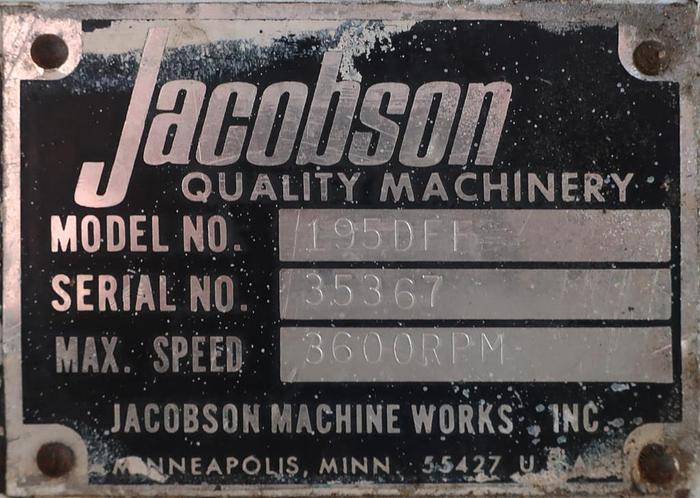 Jacobson
QUALITY MACHINERY
MODEL NO. 195DFF
SERIAL NO. 35367
MAX. SPEED 3600RPM
JACOBSON MACHINE WORKS, INC.
MINNEAPOLIS, MINN. 55427 U.S.A.